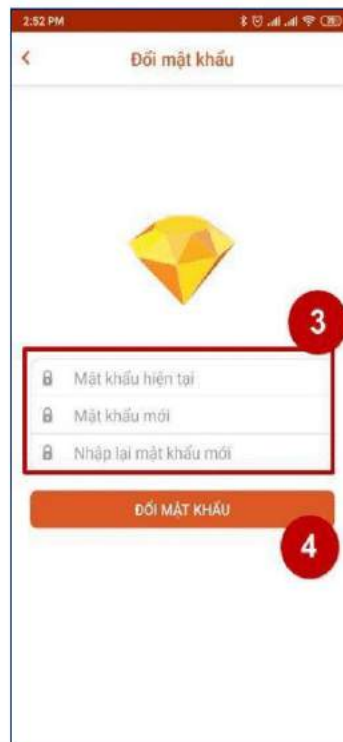 2:52 PM
Đổi mật khẩu
3
Mật khẩu hiện tại
Mật khẩu mới
Nhập lại mật khẩu mới
ĐỔI MẬT KHẨU
4